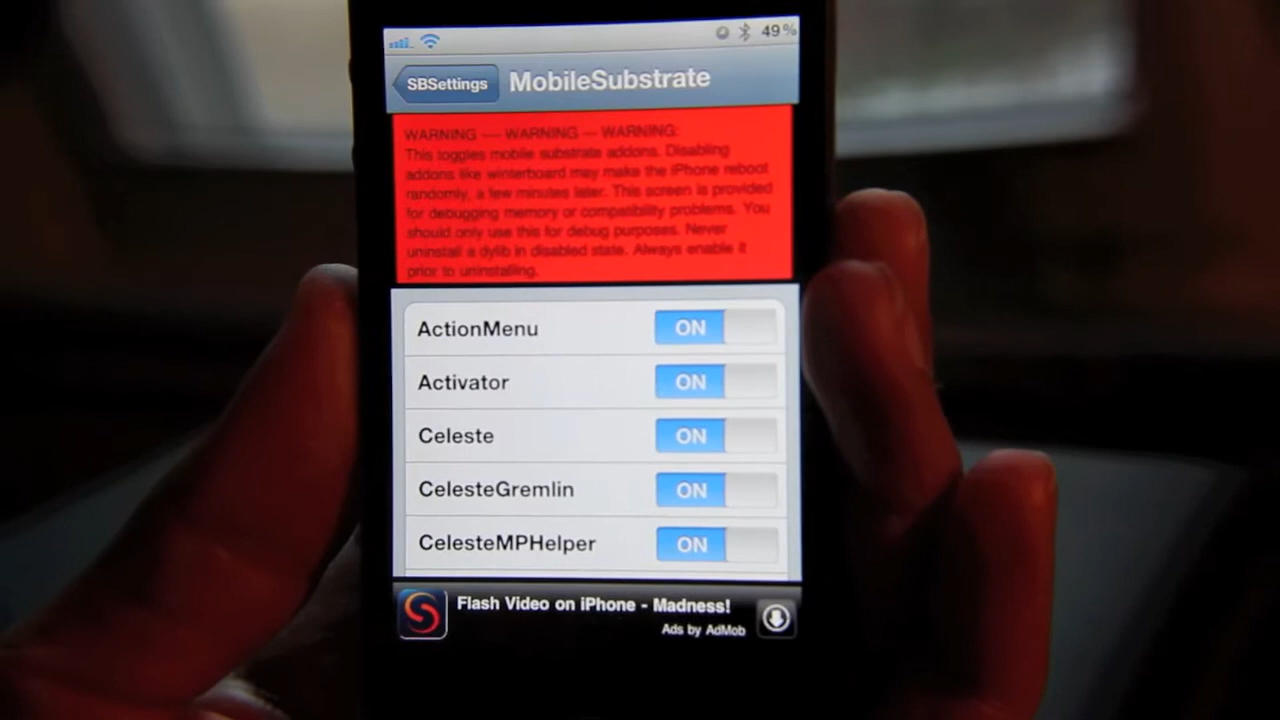 49%
SBSettings
MobileSubstrate
WARNING --- WARNING --- WARNING:
This toggles mobile substrate addons. Disabling
addons like winterboard may make the iPhone reboot
randomly, a few minutes later. This screen is provided
for debugging memory or compatibility problems. You
should only use this for debug purposes. Never
uninstall a dylib in disabled state. Always enable it
prior to uninstalling.
ActionMenu ON
Activator ON
Celeste ON
CelesteGremlin ON
CelesteMPHelper ON
Flash Video on iPhone - Madness!
Ads by AdMob